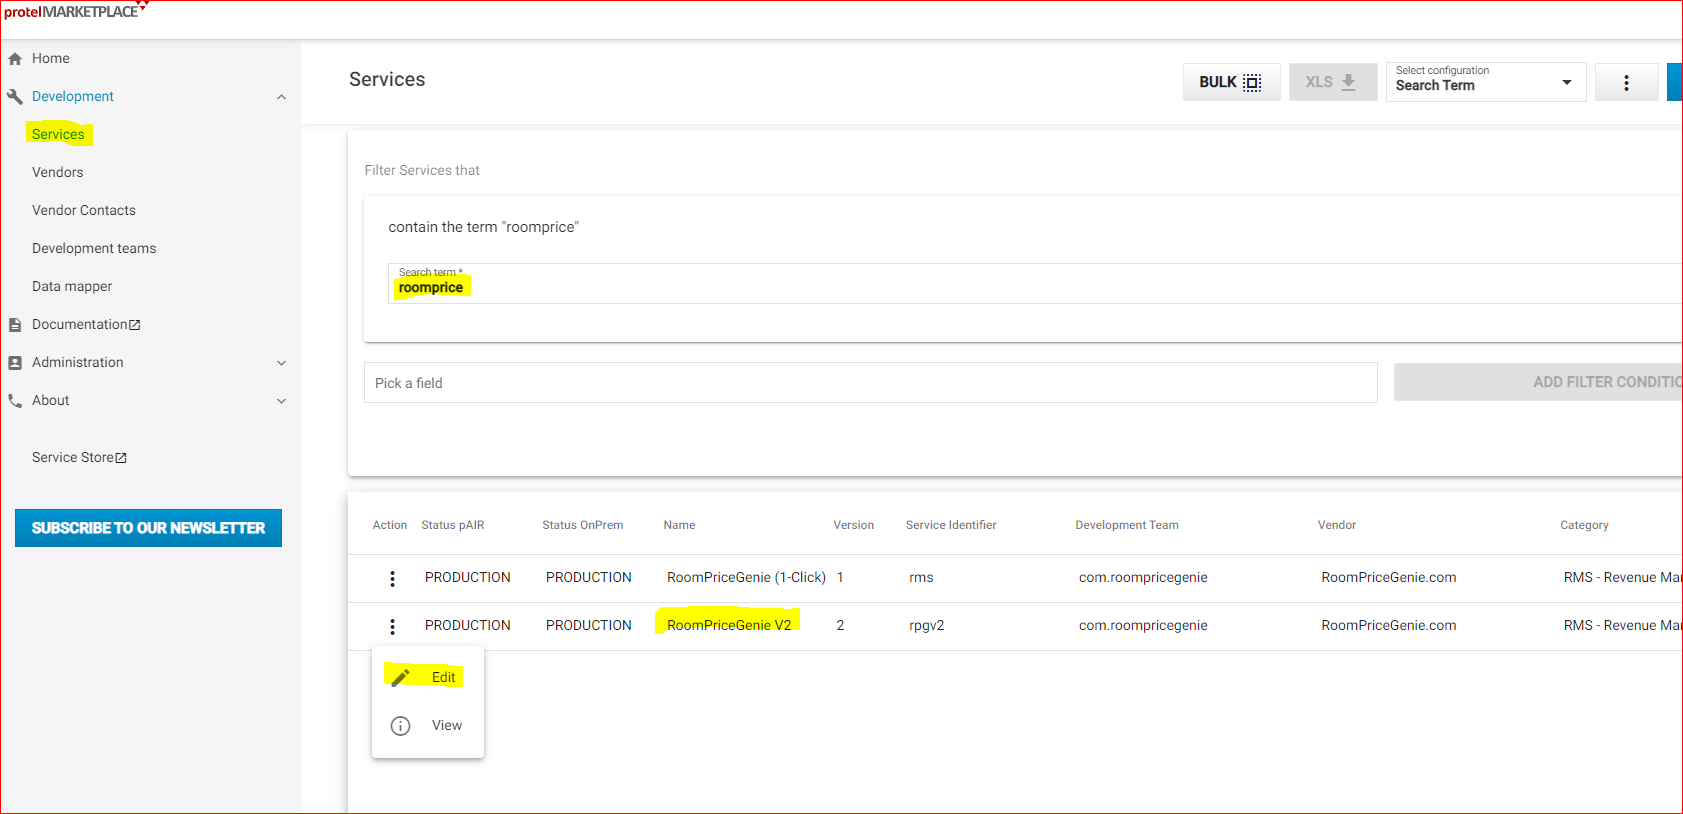 protelMARKETPLACE
Home
Development
Services
Vendors
Vendor Contacts
Development teams
Data mapper
Documentation
Administration
About
Service Store
SUBSCRIBE TO OUR NEWSLETTER
Services
BULK
XLS
Select configuration
Search Term
Filter Services that
contain the term "roomprice"
Search term *
roomprice
Pick a field
ADD FILTER CONDITIO
Action Status pAIR Status OnPrem Name Version Service Identifier Development Team Vendor Category
PRODUCTION PRODUCTION RoomPriceGenie (1-Click) 1 rms com.roompricegenie RoomPriceGenie.com RMS - Revenue Mar
PRODUCTION PRODUCTION RoomPriceGenie V2 2 rpgv2 com.roompricegenie RoomPriceGenie.com RMS - Revenue Mar
Edit
View